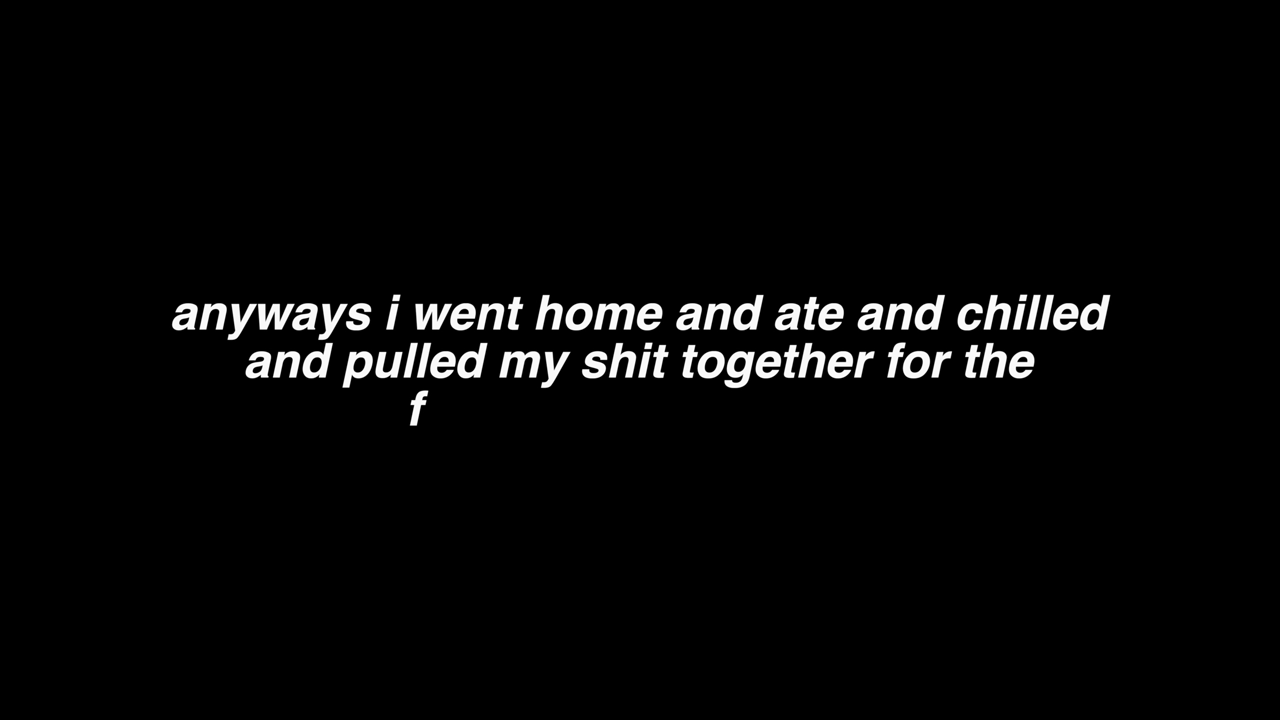 anyways i went home and ate and chilled
and pulled my shit together for the
f